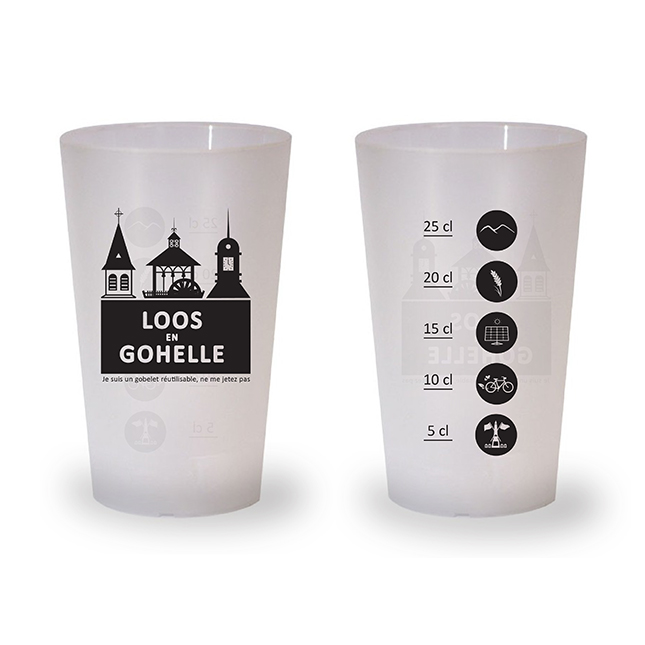 LOOS
EN
GOHELLE
Je suis un gobelet réutilisable, ne me jetez pas
25 cl
20 cl
15 cl
10 cl
5 cl